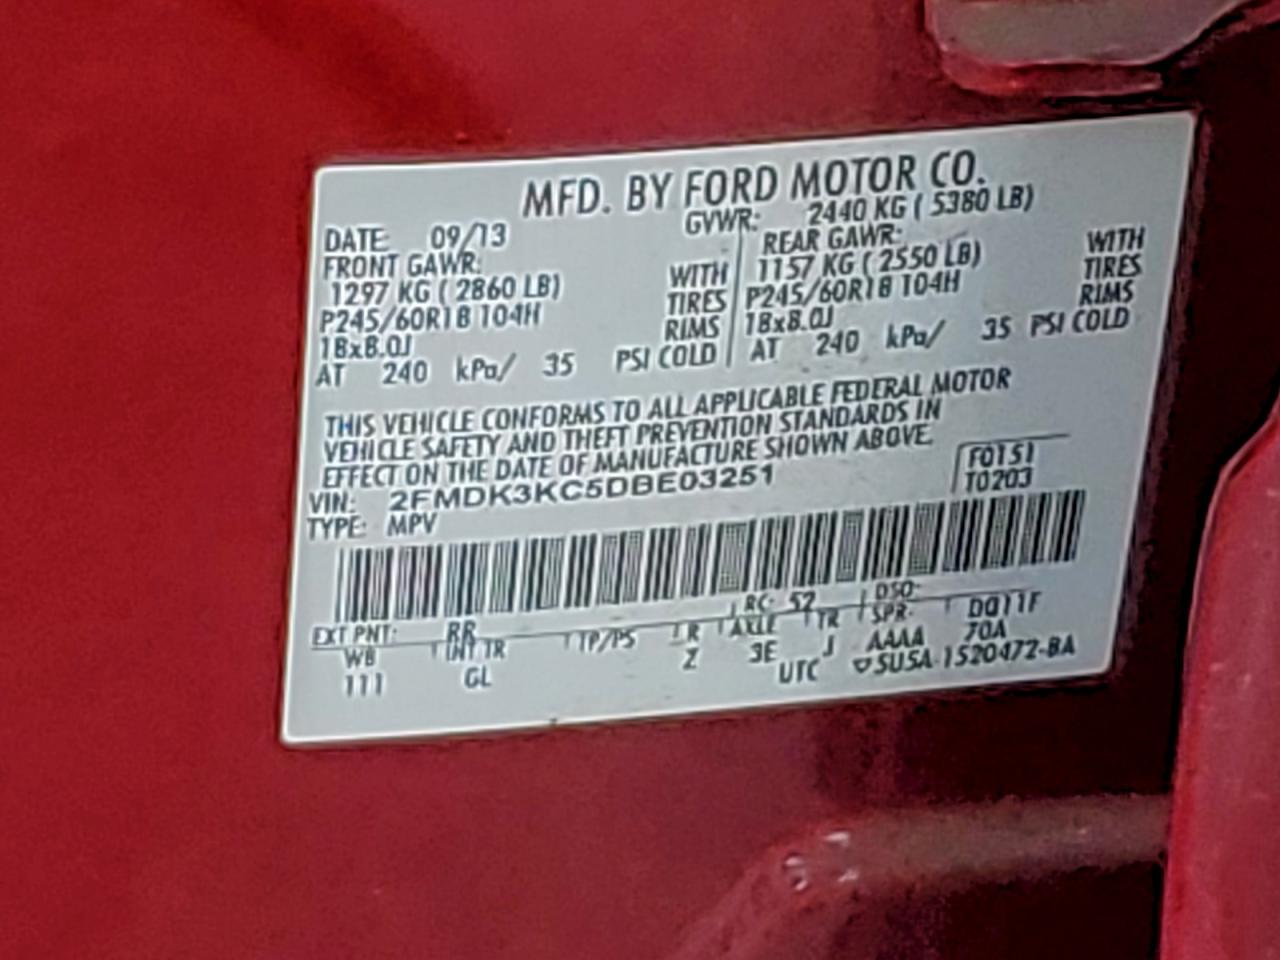 MFD. BY FORD MOTOR CO.
DATE: 09/13 GVWR: 2440 KG ( 5380 LB)
FRONT GAWR: REAR GAWR:
1297 KG ( 2860 LB) WITH 1157 KG ( 2550 LB) WITH
P245/60R18 104H TIRES P245/60R18 104H TIRES
18x8.0J RIMS 18x8.0J RIMS
AT 240 kPa/ 35 PSI COLD AT 240 kPa/ 35 PSI COLD
THIS VEHICLE CONFORMS TO ALL APPLICABLE FEDERAL MOTOR
VEHICLE SAFETY AND THEFT PREVENTION STANDARDS IN
EFFECT ON THE DATE OF MANUFACTURE SHOWN ABOVE.
VIN: 2FMDK3KC5DBE03251 F0151
TYPE: MPV T0203
EXT PNT: RR RC: 52 DSO:
WB INT TR TP/PS R AXLE TR SPR: DQ11F
111 GL Z 3E J AAAA 70A
UTC ▽SU5A-1520472-BA